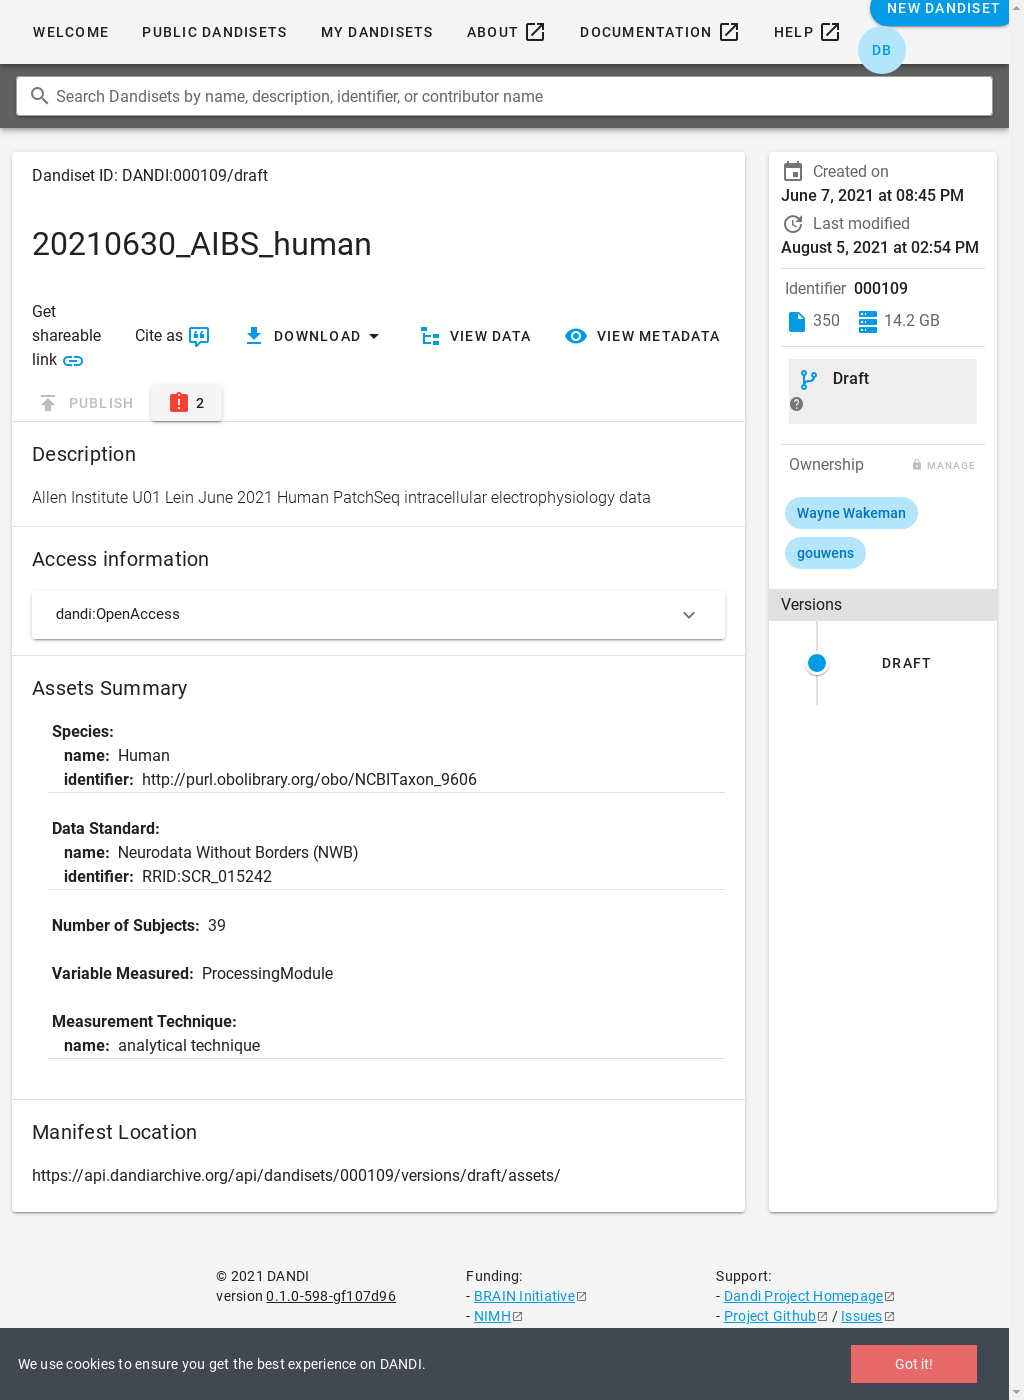 WELCOME PUBLIC DANDISETS MY DANDISETS ABOUT DOCUMENTATION HELP NEW DANDISET
DB
Search Dandisets by name, description, identifier, or contributor name
Dandiset ID: DANDI:000109/draft
20210630_AIBS_human
Get
shareable
link
Cite as
DOWNLOAD
VIEW DATA
VIEW METADATA
PUBLISH
2
Description
Allen Institute U01 Lein June 2021 Human PatchSeq intracellular electrophysiology data
Access information
dandi:OpenAccess
Assets Summary
Species:
name: Human
identifier: http://purl.obolibrary.org/obo/NCBITaxon_9606
Data Standard:
name: Neurodata Without Borders (NWB)
identifier: RRID:SCR_015242
Number of Subjects: 39
Variable Measured: ProcessingModule
Measurement Technique:
name: analytical technique
Manifest Location
https://api.dandiarchive.org/api/dandisets/000109/versions/draft/assets/
Created on
June 7, 2021 at 08:45 PM
Last modified
August 5, 2021 at 02:54 PM
Identifier 000109
350 14.2 GB
Draft
Ownership MANAGE
Wayne Wakeman
gouwens
Versions
DRAFT
© 2021 DANDI
version 0.1.0-598-gf107d96
Funding:
- BRAIN Initiative
- NIMH
Support:
- Dandi Project Homepage
- Project Github / Issues
We use cookies to ensure you get the best experience on DANDI.
Got it!